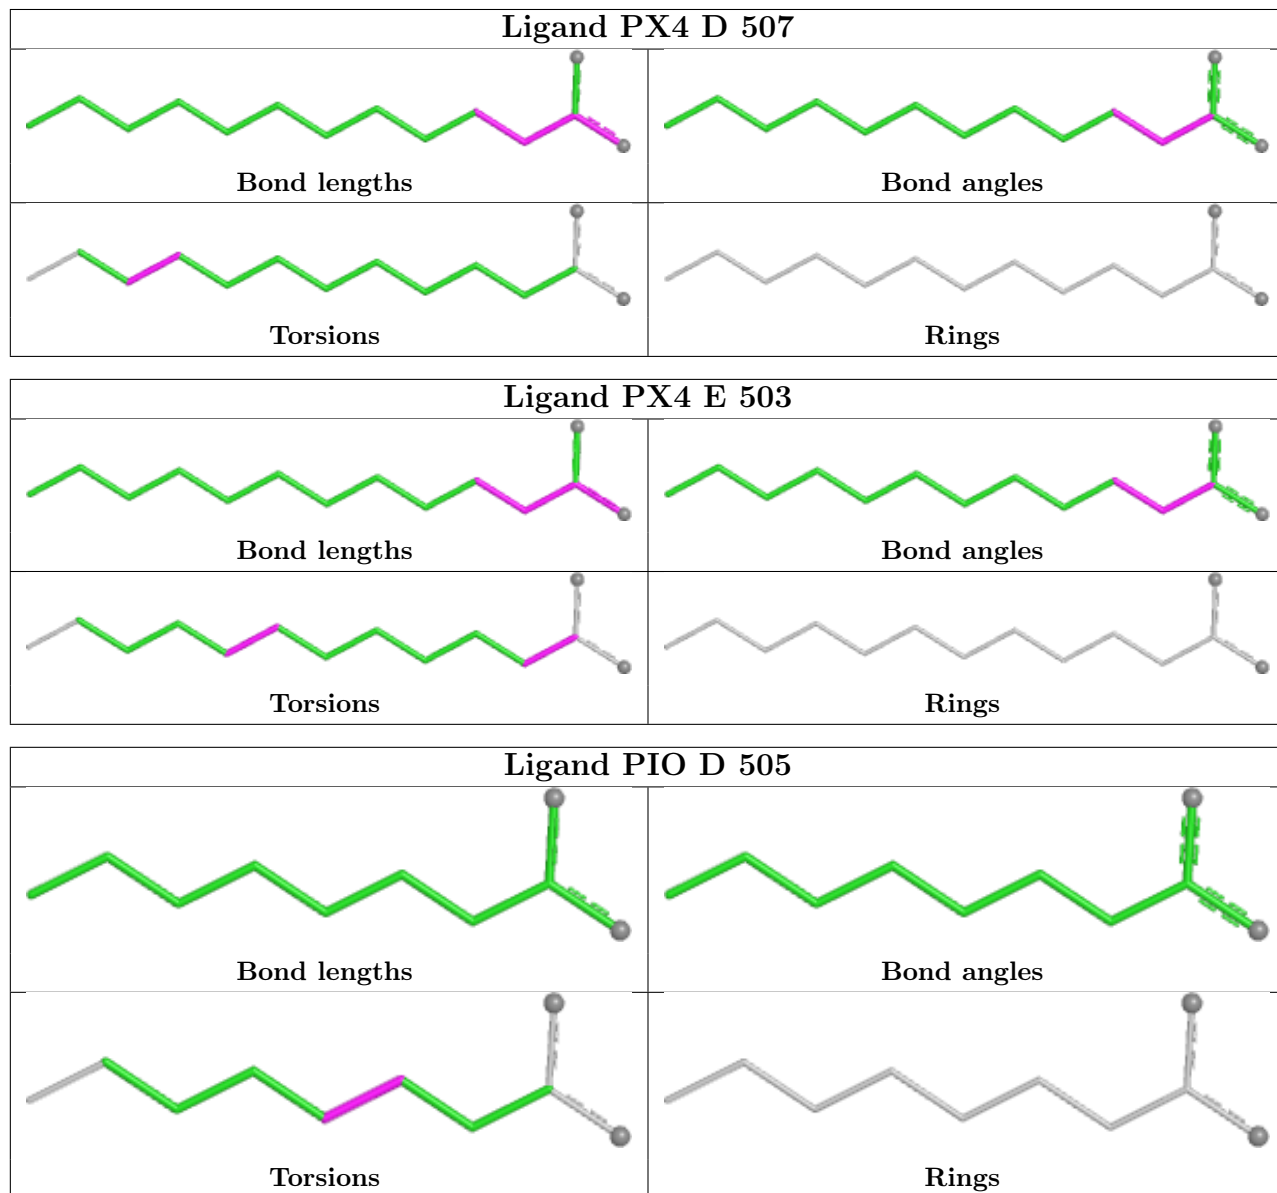 Ligand PX4 D 507
Bond lengths
Bond angles
Torsions
Rings
Ligand PX4 E 503
Bond lengths
Bond angles
Torsions
Rings
Ligand PIO D 505
Bond lengths
Bond angles
Torsions
Rings